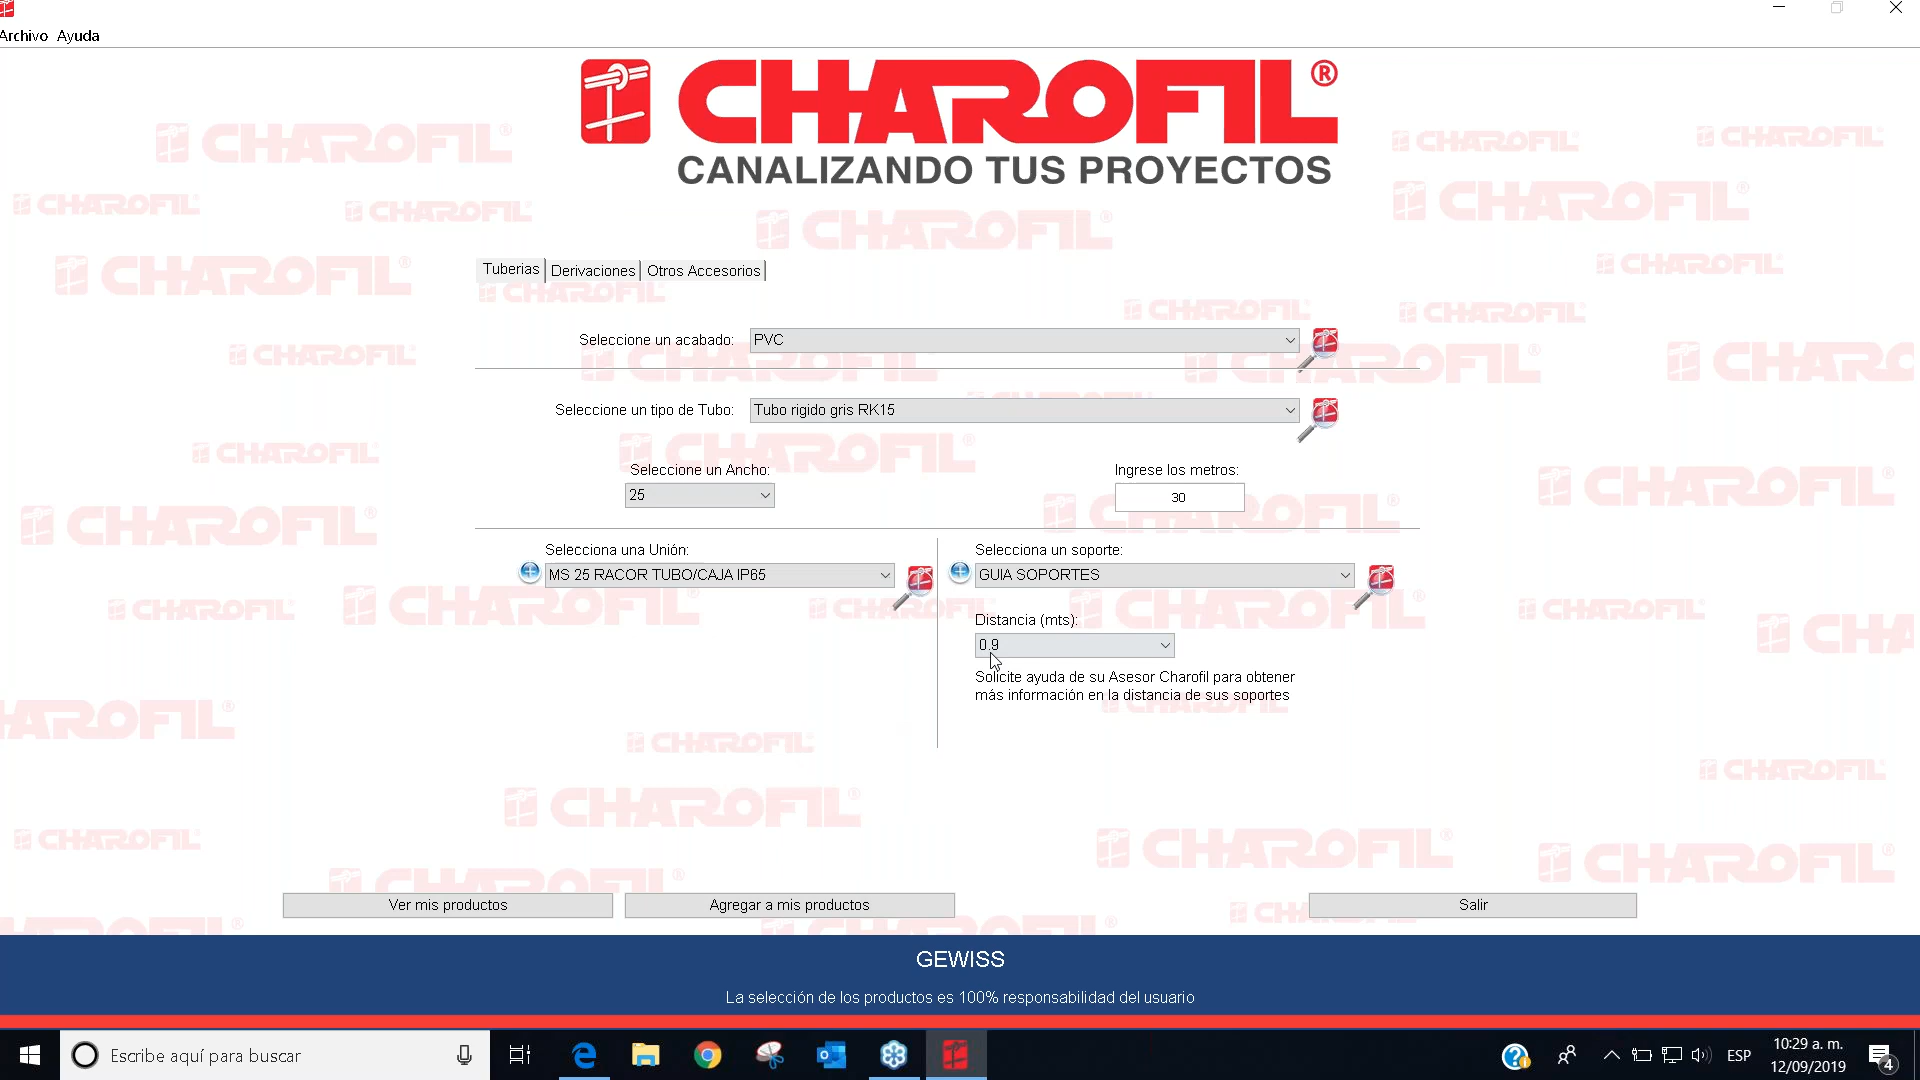 Archivo Ayuda
CHAROFIL®
CANALIZANDO TUS PROYECTOS
Tuberias Derivaciones Otros Accesorios
Seleccione un acabado: PVC
Seleccione un tipo de Tubo: Tubo rigido gris RK15
Seleccione un Ancho: Ingrese los metros:
25 30
Selecciona una Unión: Selecciona un soporte:
MS 25 RACOR TUBO/CAJA IP65 GUIA SOPORTES
Distancia (mts):
0.9
Solicite ayuda de su Asesor Charofil para obtener
más información en la distancia de sus soportes
Ver mis productos Agregar a mis productos Salir
GEWISS
La selección de los productos es 100% responsabilidad del usuario
Escribe aquí para buscar
ESP
10:29 a. m.
12/09/2019
4